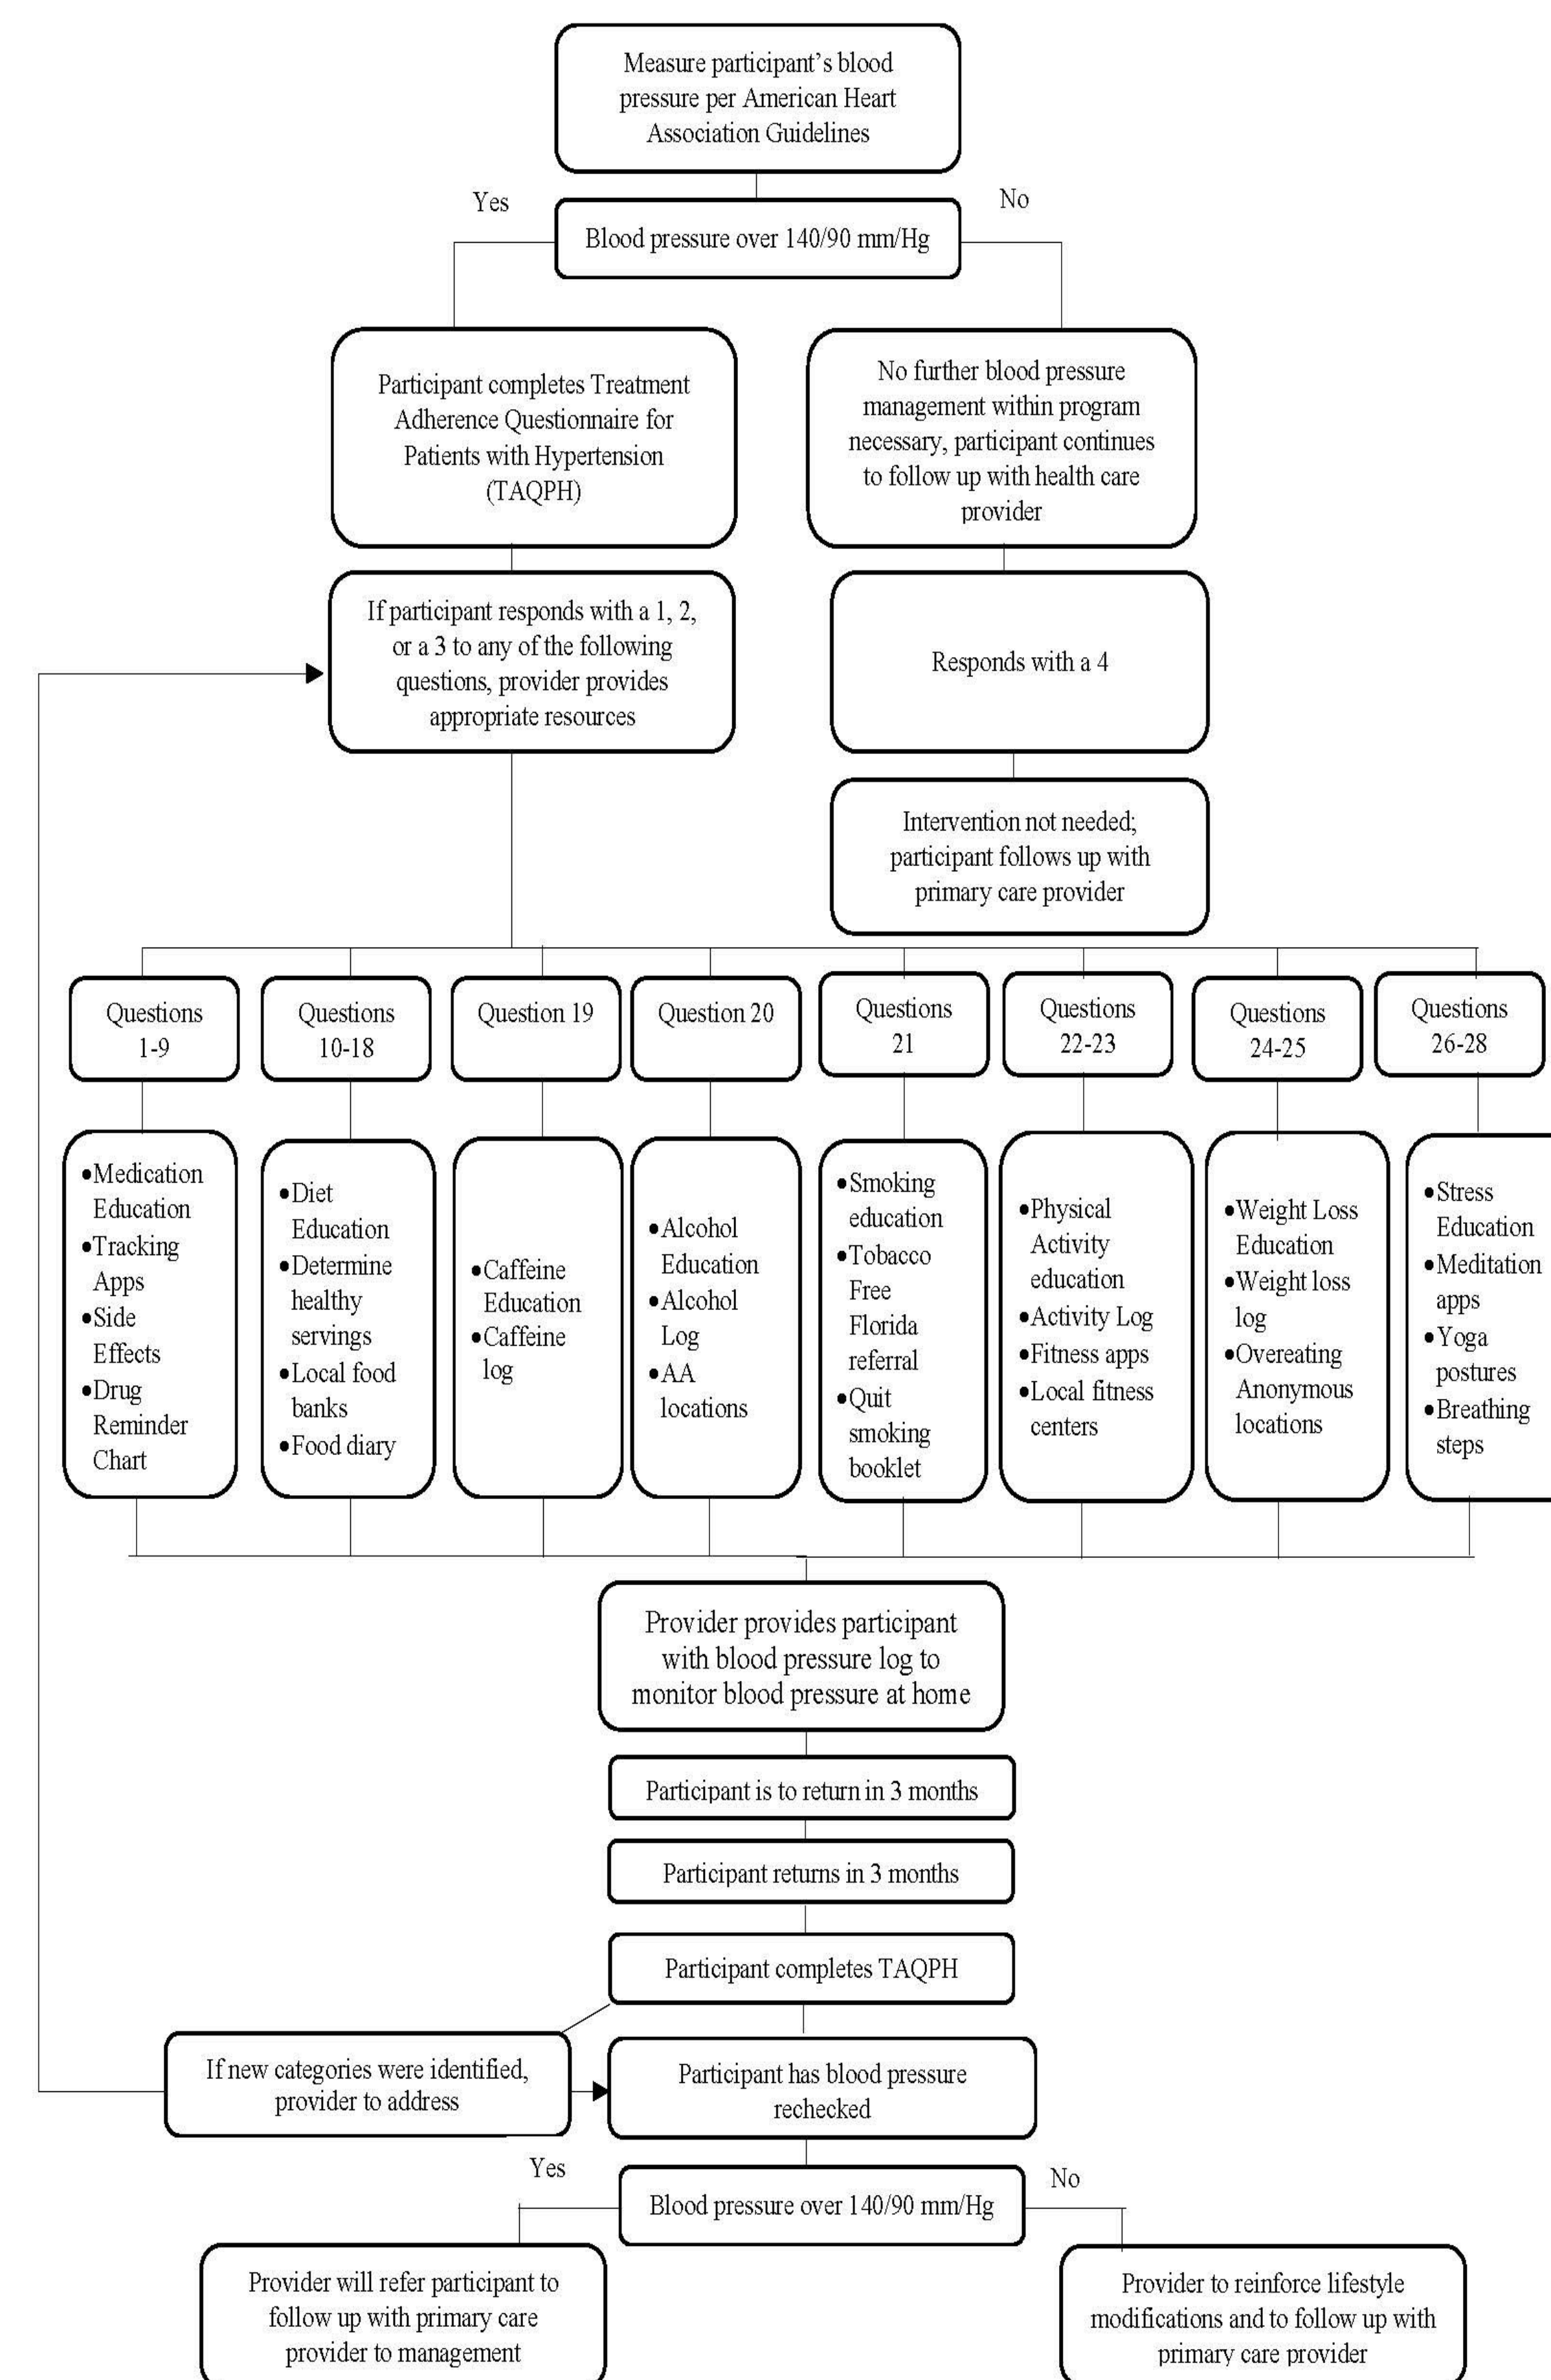 Measure participant’s blood
pressure per American Heart
Association Guidelines
Yes
No
Blood pressure over 140/90 mm/Hg
Participant completes Treatment
Adherence Questionnaire for
Patients with Hypertension
(TAQPH)
No further blood pressure
management within program
necessary, participant continues
to follow up with health care
provider
If participant responds with a 1, 2,
or a 3 to any of the following
questions, provider provides
appropriate resources
Responds with a 4
Intervention not needed;
participant follows up with
primary care provider
Questions
1-9
Questions
10-18
Question 19
Question 20
Questions
21
Questions
22-23
Questions
24-25
Questions
26-28
•Medication
Education
•Tracking
Apps
•Side
Effects
•Drug
Reminder
Chart
•Diet
Education
•Determine
healthy
servings
•Local food
banks
•Food diary
•Caffeine
Education
•Caffeine
log
•Alcohol
Education
•Alcohol
Log
•AA
locations
•Smoking
education
•Tobacco
Free
Florida
referral
•Quit
smoking
booklet
•Physical
Activity
education
•Activity Log
•Fitness apps
•Local fitness
centers
•Weight Loss
Education
•Weight loss
log
•Overeating
Anonymous
locations
•Stress
Education
•Meditation
apps
•Yoga
postures
•Breathing
steps
Provider provides participant
with blood pressure log to
monitor blood pressure at home
Participant is to return in 3 months
Participant returns in 3 months
Participant completes TAQPH
If new categories were identified,
provider to address
Participant has blood pressure
rechecked
Yes
No
Blood pressure over 140/90 mm/Hg
Provider will refer participant to
follow up with primary care
provider to management
Provider to reinforce lifestyle
modifications and to follow up with
primary care provider